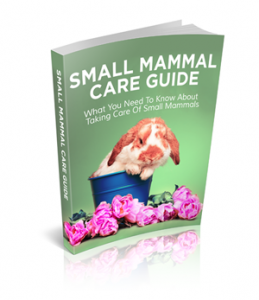 SMALL MAMMAL
CARE GUIDE
What You Need To Know About
Taking Care Of Small Mammals
SMALL MAMMAL CARE GUIDE